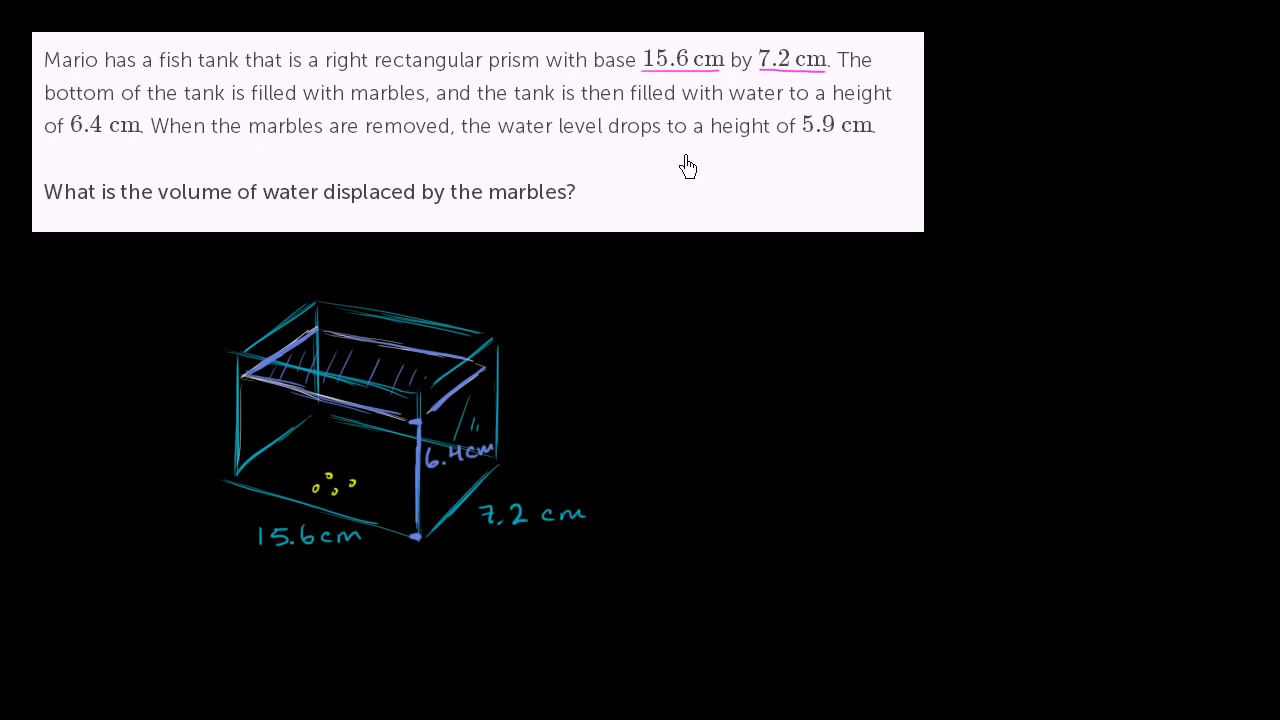 Mario has a fish tank that is a right rectangular prism with base 15.6 cm by 7.2 cm. The
bottom of the tank is filled with marbles, and the tank is then filled with water to a height
of 6.4 cm. When the marbles are removed, the water level drops to a height of 5.9 cm.
What is the volume of water displaced by the marbles?
6.4cm
7.2 cm
15.6cm